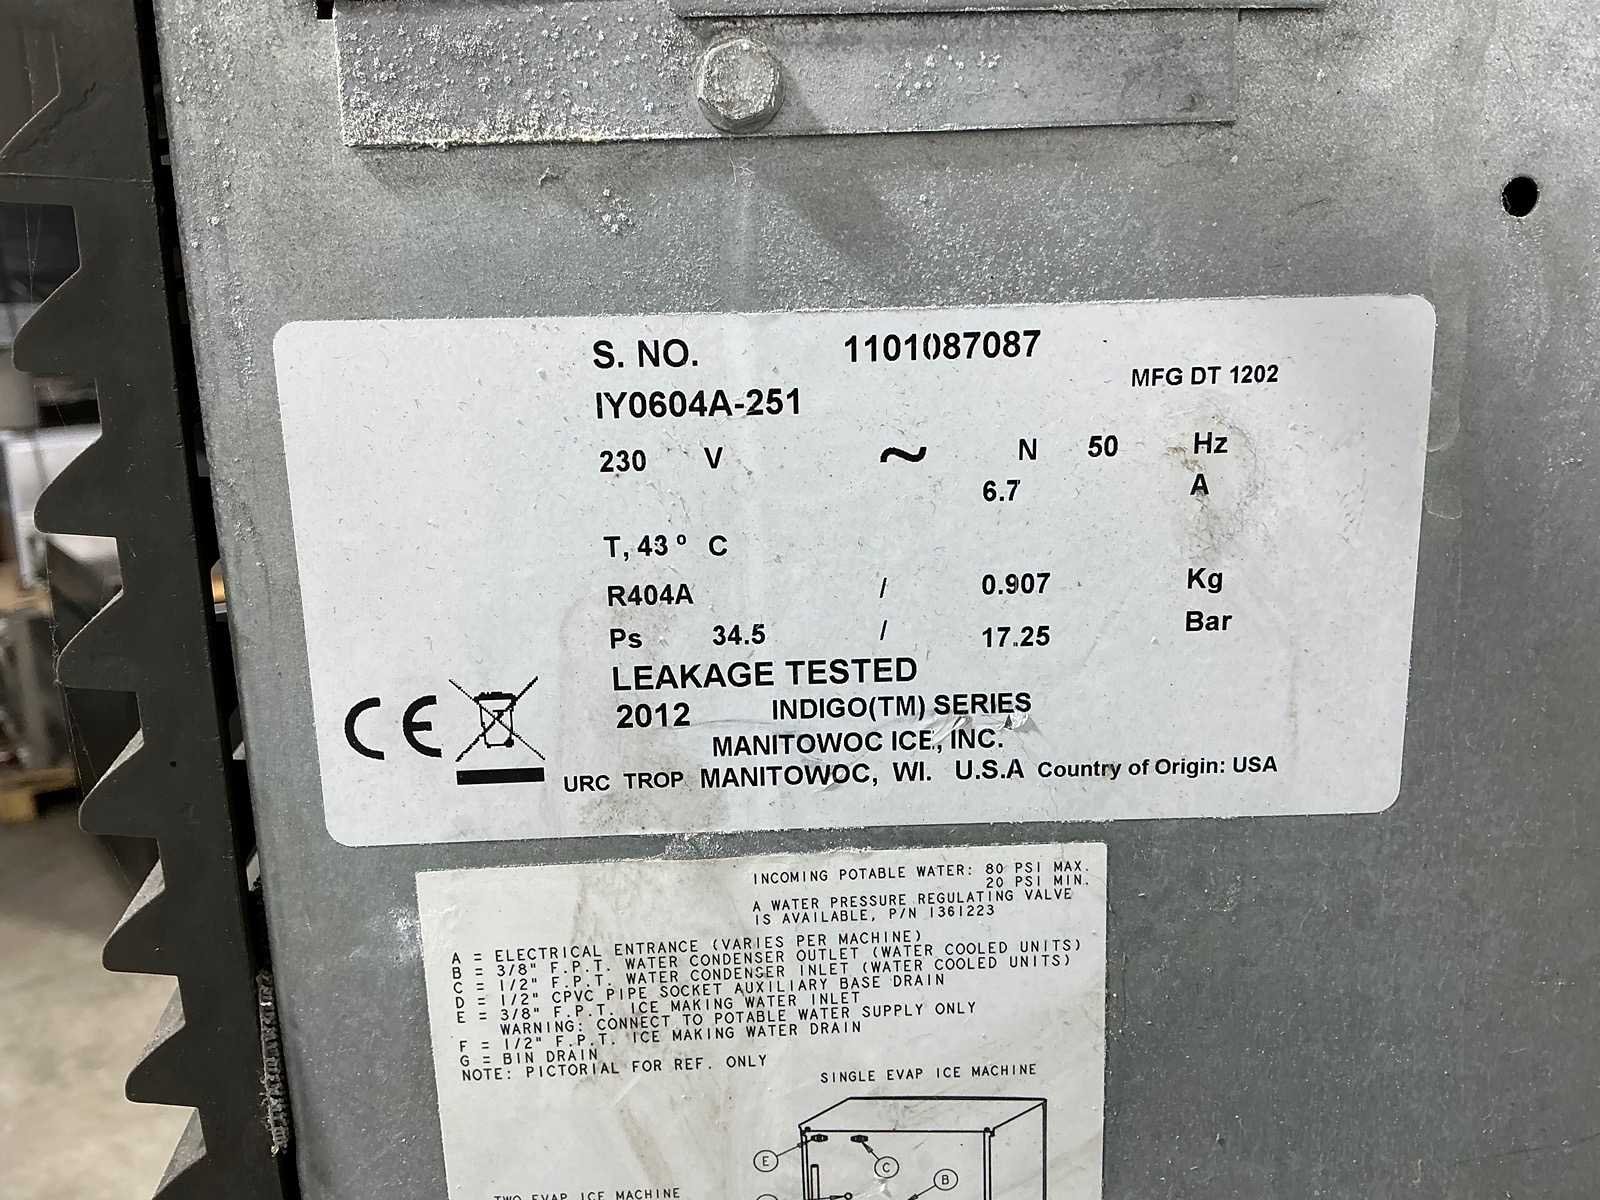 S. NO. 1101087087
MFG DT 1202
IY0604A-251
230 V ~ N 50 Hz
6.7 A
T, 43 º C
R404A / 0.907 Kg
Ps 34.5 / 17.25 Bar
LEAKAGE TESTED
2012 INDIGO(TM) SERIES
MANITOWOC ICE, INC.
CE
URC TROP MANITOWOC, WI. U.S.A Country of Origin: USA
INCOMING POTABLE WATER: 80 PSI MAX.
20 PSI MIN.
A WATER PRESSURE REGULATING VALVE
IS AVAILABLE, P/N 1361223
A = ELECTRICAL ENTRANCE (VARIES PER MACHINE)
B = 3/8" F.P.T. WATER CONDENSER OUTLET (WATER COOLED UNITS)
C = 1/2" F.P.T. WATER CONDENSER INLET (WATER COOLED UNITS)
D = 1/2" CPVC PIPE SOCKET AUXILIARY BASE DRAIN
E = 3/8" F.P.T. ICE MAKING WATER INLET
WARNING: CONNECT TO POTABLE WATER SUPPLY ONLY
F = 1/2" F.P.T. ICE MAKING WATER DRAIN
G = BIN DRAIN
NOTE: PICTORIAL FOR REF. ONLY
SINGLE EVAP ICE MACHINE
E
C
B
TWO EVAP ICE MACHINE